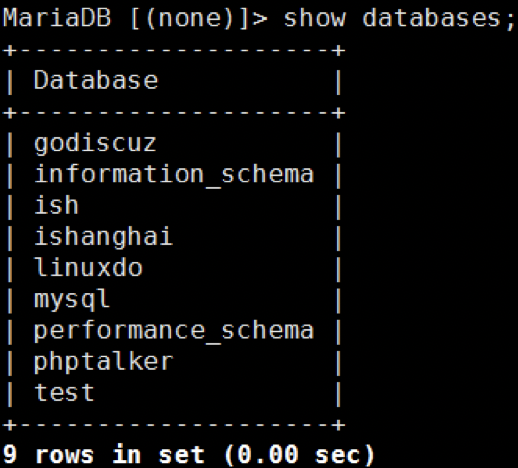 MariaDB [(none)]> show databases;
+--------------------+
| Database           |
+--------------------+
| godiscuz           |
| information_schema |
| ish                |
| ishanghai          |
| linuxdo            |
| mysql              |
| performance_schema |
| phptalker          |
| test               |
+--------------------+
9 rows in set (0.00 sec)